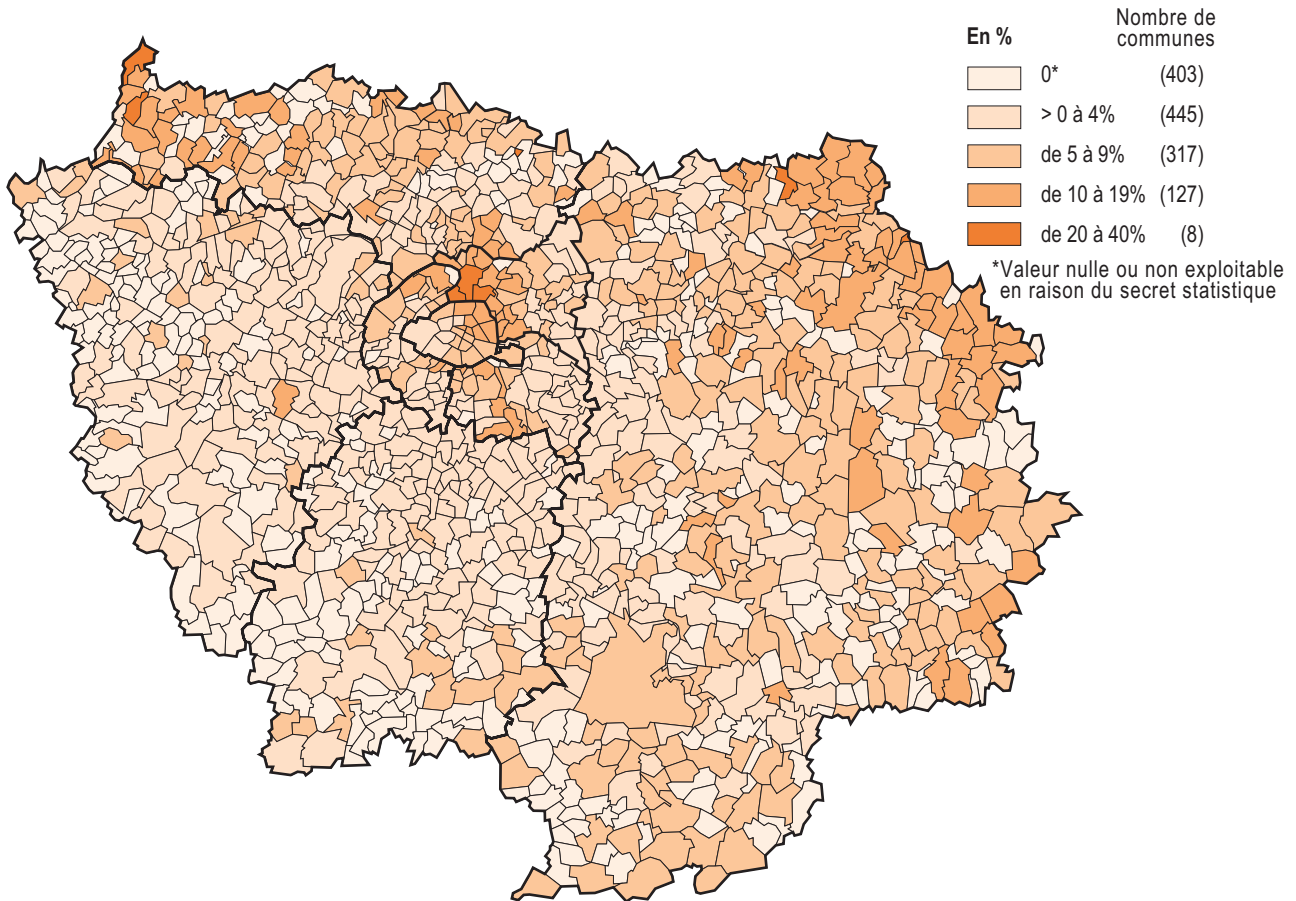 En %
Nombre de
communes
0* (403)
> 0 à 4% (445)
de 5 à 9% (317)
de 10 à 19% (127)
de 20 à 40% (8)
*Valeur nulle ou non exploitable
en raison du secret statistique